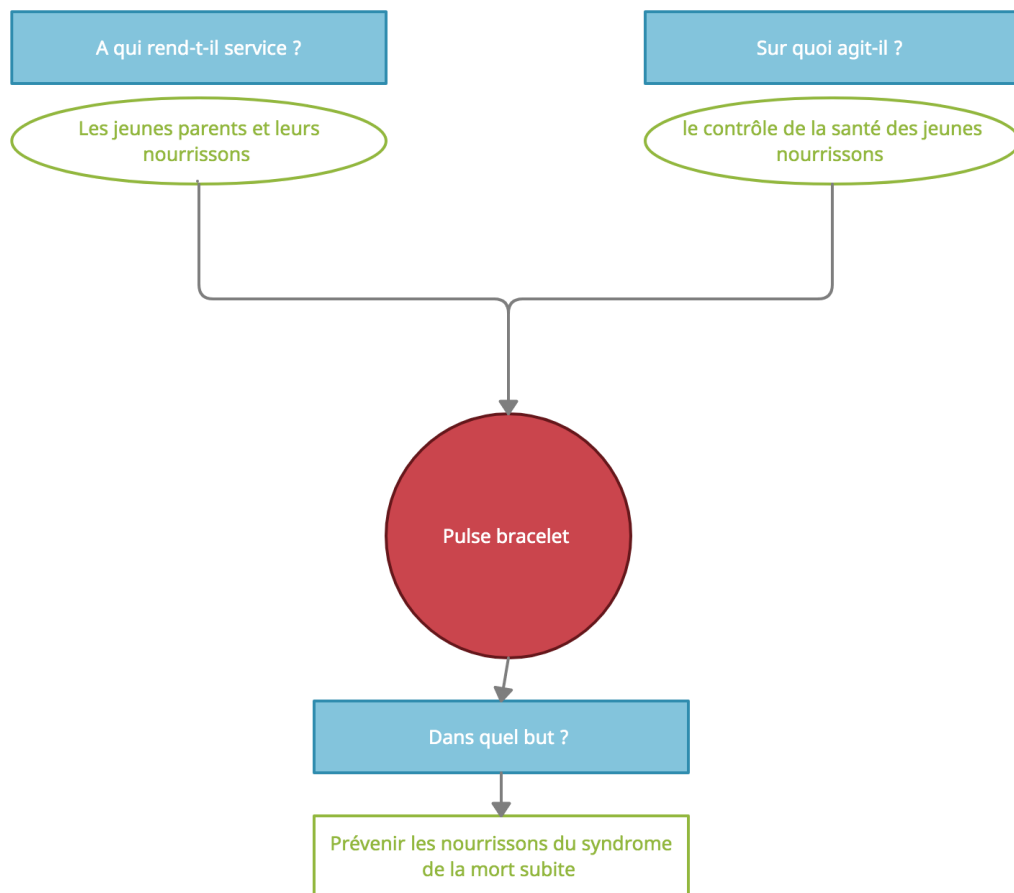 A qui rend-t-il service ?
Sur quoi agit-il ?
Les jeunes parents et leurs
nourrissons
le contrôle de la santé des jeunes
nourrissons
Pulse bracelet
Dans quel but ?
Prévenir les nourrissons du syndrome
de la mort subite